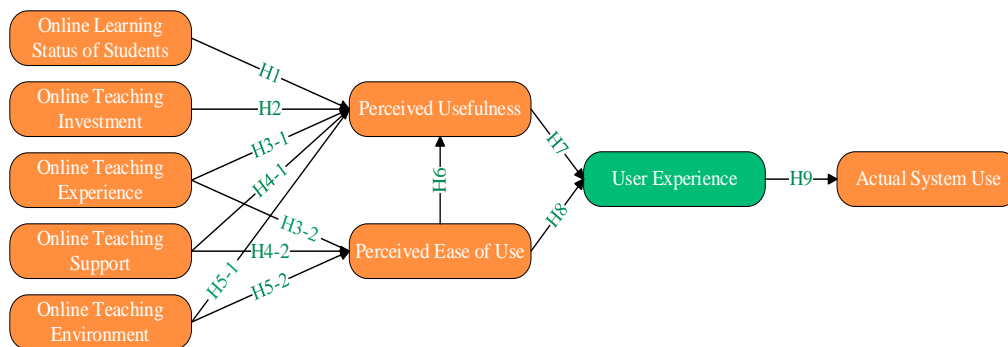 Online Learning
Status of Students
Online Teaching
Investment
Online Teaching
Experience
Online Teaching
Support
Online Teaching
Environment
H1
H2
H3-1
H4-1
H5-1
H3-2
H4-2
H5-2
Perceived Usefulness
H6
Perceived Ease of Use
H7
H8
User Experience
H9
Actual System Use